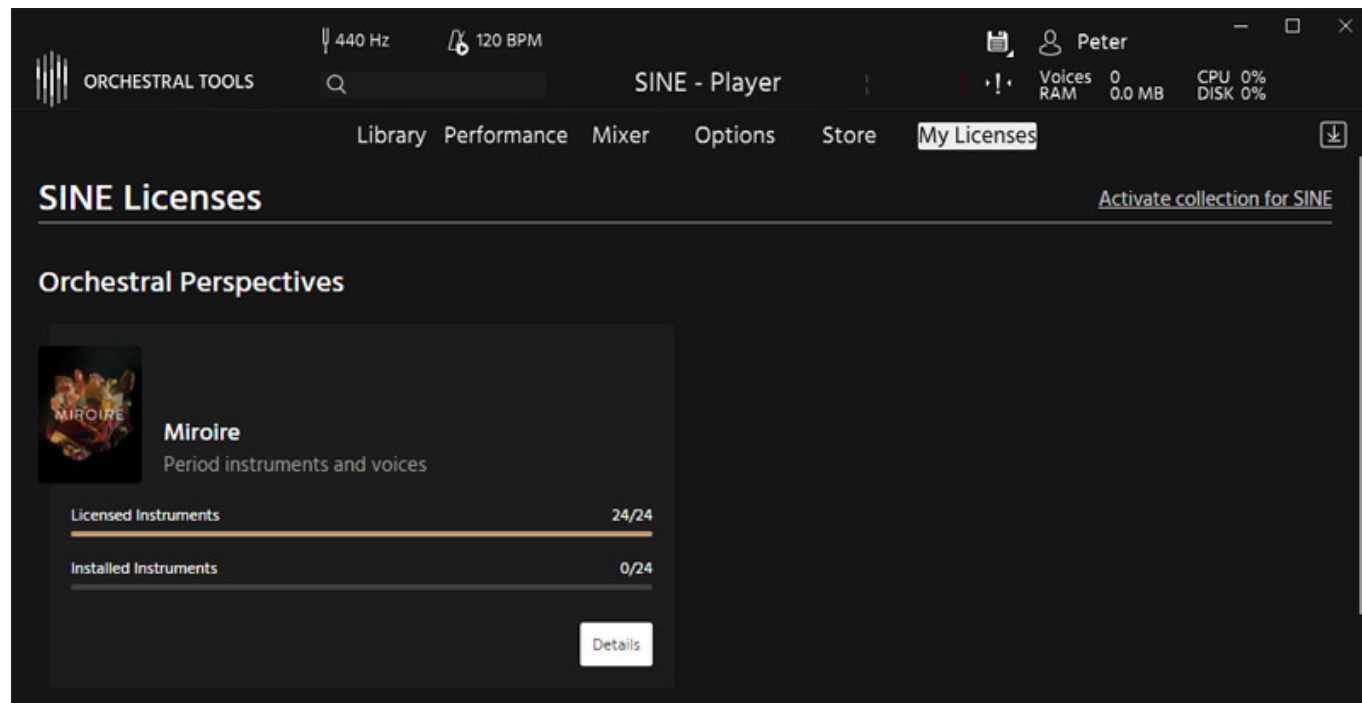 440 Hz
120 BPM
Peter
ORCHESTRAL TOOLS
SINE - Player
Voices 0
RAM 0.0 MB
CPU 0%
DISK 0%
Library Performance Mixer Options Store My Licenses
SINE Licenses
Activate collection for SINE
Orchestral Perspectives
MIROIRE
Miroire
Period instruments and voices
Licensed Instruments 24/24
Installed Instruments 0/24
Details